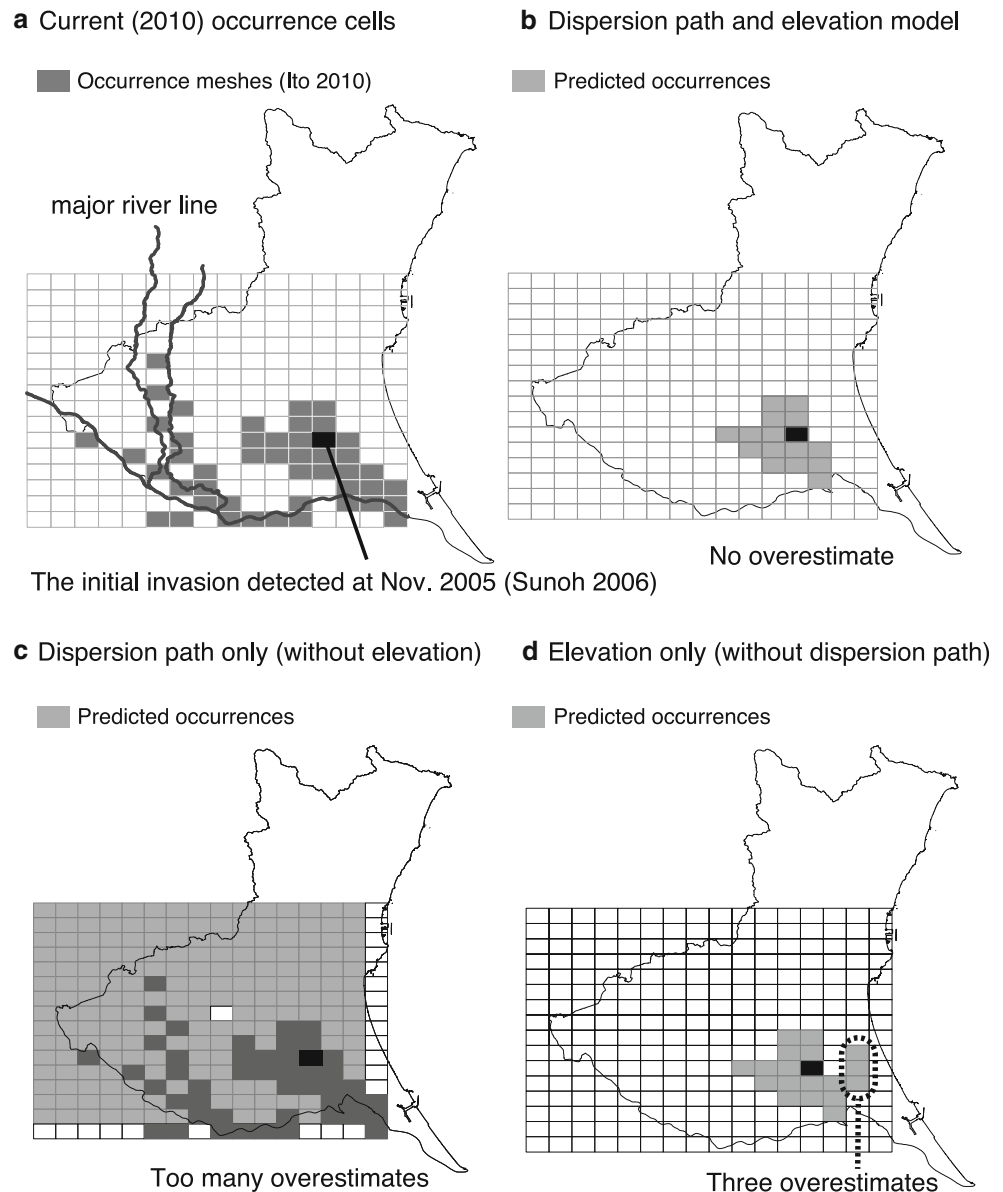 a Current (2010) occurrence cells
Occurrence meshes (Ito 2010)
major river line
The initial invasion detected at Nov. 2005 (Sunoh 2006)
b Dispersion path and elevation model
Predicted occurrences
No overestimate
c Dispersion path only (without elevation)
Predicted occurrences
Too many overestimates
d Elevation only (without dispersion path)
Predicted occurrences
Three overestimates